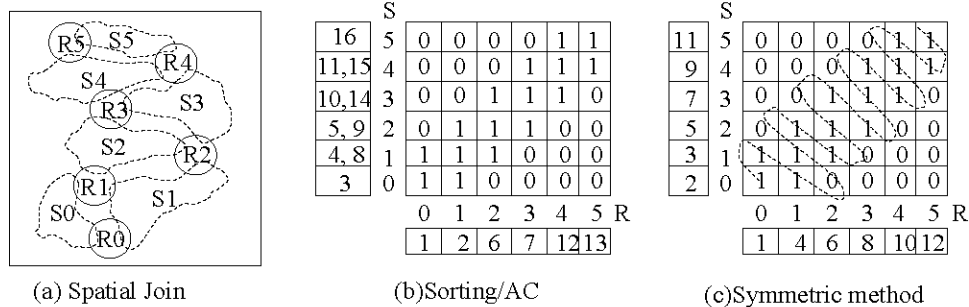 R5
S5
R4
S4
R3
S3
S2
R2
R1
S1
S0
R0
(a) Spatial Join
S
16 5 0 0 0 0 1 1
11,15 4 0 0 0 1 1 1
10,14 3 0 0 1 1 1 0
5, 9 2 0 1 1 1 0 0
4, 8 1 1 1 1 0 0 0
3 0 1 1 0 0 0 0
0 1 2 3 4 5 R
1 2 6 7 12 13
(b)Sorting/AC
S
11 5 0 0 0 0 1 1
9 4 0 0 0 1 1 1
7 3 0 0 1 1 1 0
5 2 0 1 1 1 0 0
3 1 1 1 1 0 0 0
2 0 1 1 0 0 0 0
0 1 2 3 4 5 R
1 4 6 8 10 12
(c)Symmetric method